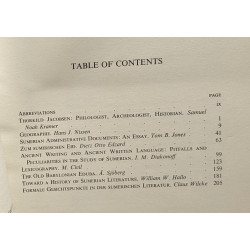 TABLE OF CONTENTS
PAGE
ABBREVIATIONS ix
THORKILD JACOBSEN: PHILOLOGIST, ARCHEOLOGIST, HISTORIAN, Samuel
Noah Kramer 1
GEOGRAPHY, Hans J. Nissen 9
SUMERIAN ADMINISTRATIVE DOCUMENTS: AN ESSAY, Tom B. Jones 41
ZUM SUMERISCHEN EID, Dietz Otto Edzard 63
ANCIENT WRITING AND ANCIENT WRITTEN LANGUAGE: PITFALLS AND
PECULIARITIES IN THE STUDY OF SUMERIAN, I. M. Diakonoff 99
LEXICOGRAPHY, M. Civil 123
THE OLD BABYLONIAN EDUBA, Å. Sjöberg 159
TOWARD A HISTORY OF SUMERIAN LITERATURE, William W. Hallo 181
FORMALE GESICHTSPUNKTE IN DER SUMERISCHEN LITERATUR, Claus Wilcke 205